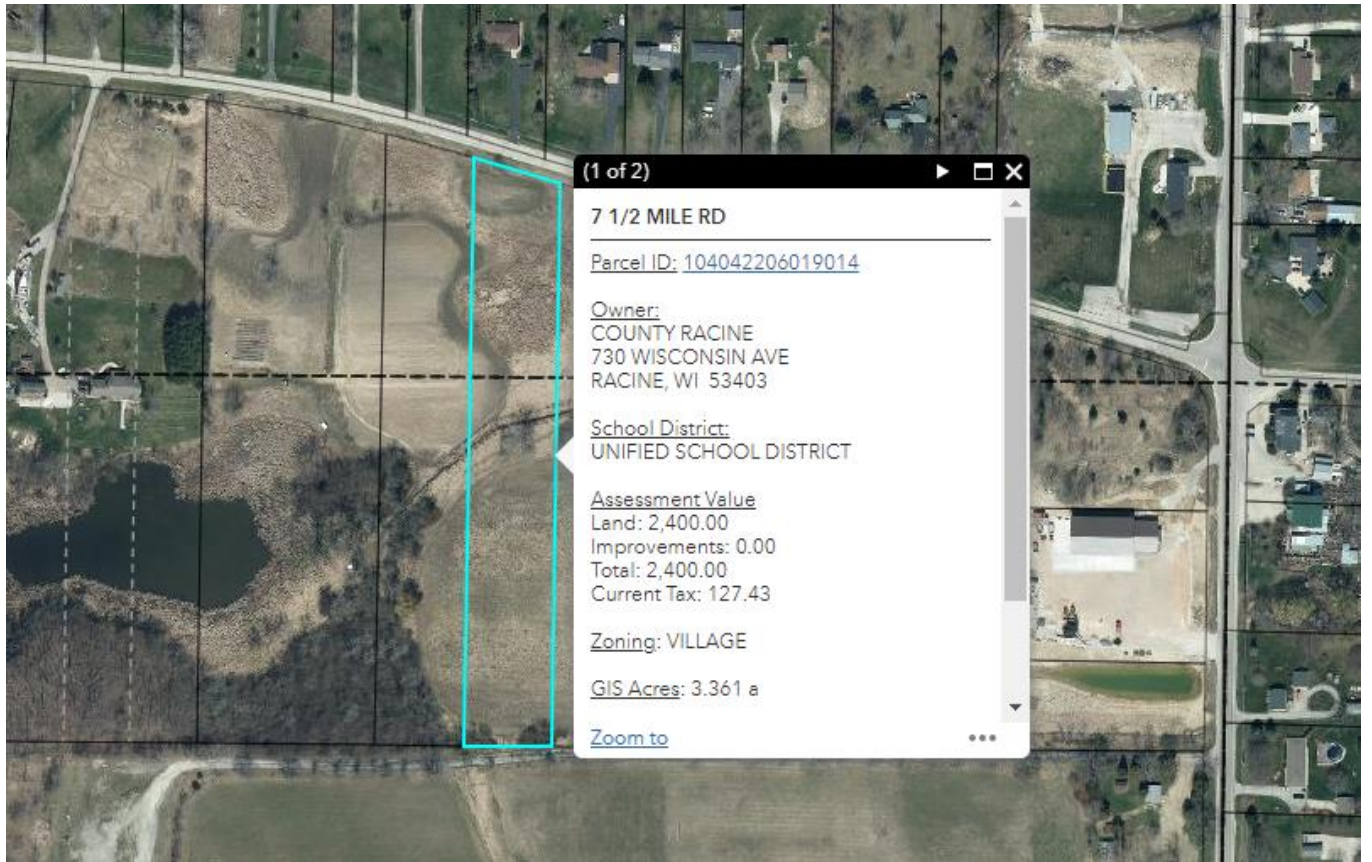 (1 of 2)
7 1/2 MILE RD
Parcel ID: 104042206019014
Owner:
COUNTY RACINE
730 WISCONSIN AVE
RACINE, WI 53403
School District:
UNIFIED SCHOOL DISTRICT
Assessment Value
Land: 2,400.00
Improvements: 0.00
Total: 2,400.00
Current Tax: 127.43
Zoning: VILLAGE
GIS Acres: 3.361 a
Zoom to